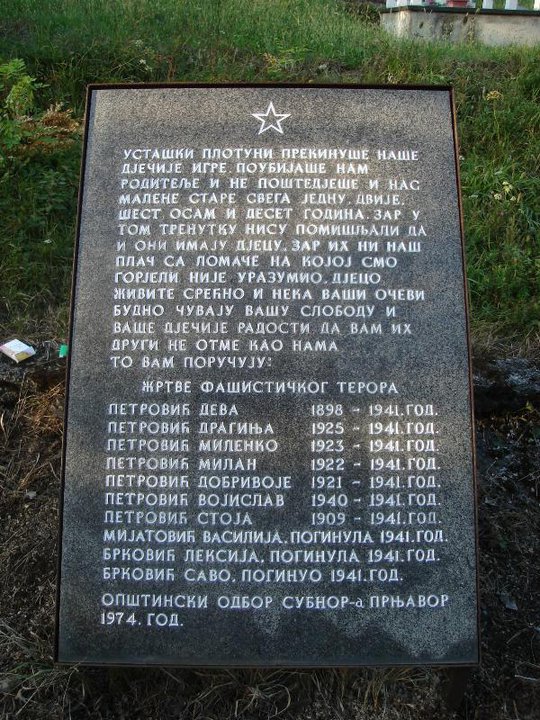 УСТАШКИ ПЛОТУНИ ПРЕКИНУШЕ НАШЕ
ДЈЕЧИЈЕ ИГРЕ. ПОУБИЈАШЕ НАМ
РОДИТЕЉЕ И НЕ ПОШТЕДЈЕШЕ И НАС
МАЛЕНЕ СТАРЕ СВЕГА ЈЕДНУ, ДВИЈЕ,
ШЕСТ, ОСАМ И ДЕСЕТ ГОДИНА. ЗАР У
ТОМ ТРЕНУТКУ НИСУ ПОМИШЉАЛИ ДА
И ОНИ ИМАЈУ ДЈЕЦУ, ЗАР ИХ НИ НАШ
ПЛАЧ СА ЛОМАЧЕ НА КОЈОЈ СМО
ГОРЈЕЛИ НИЈЕ УРАЗУМИО, ДЈЕЦО
ЖИВИТЕ СРЕЋНО И НЕКА ВАШИ ОЧЕВИ
БУДНО ЧУВАЈУ ВАШУ СЛОБОДУ И
ВАШЕ ДЈЕЧИЈЕ РАДОСТИ ДА ВАМ ИХ
ДРУГИ НЕ ОТМЕ КАО НАМА
ТО ВАМ ПОРУЧУЈУ:
ЖРТВЕ ФАШИСТИЧКОГ ТЕРОРА
ПЕТРОВИЋ ДЕВА 1898 - 1941. ГОД.
ПЕТРОВИЋ ДРАГИЊА 1925 - 1941. ГОД.
ПЕТРОВИЋ МИЛЕНКО 1923 - 1941. ГОД.
ПЕТРОВИЋ МИЛАН 1922 - 1941. ГОД.
ПЕТРОВИЋ ДОБРИВОЈЕ 1921 - 1941. ГОД.
ПЕТРОВИЋ ВОЈИСЛАВ 1940 - 1941. ГОД.
ПЕТРОВИЋ СТОЈА 1909 - 1941. ГОД.
МИЈАТОВИЋ ВАСИЛИЈА, ПОГИНУЛА 1941. ГОД.
БРКОВИЋ ЛЕКСИЈА, ПОГИНУЛА 1941. ГОД.
БРКОВИЋ САВО, ПОГИНУО 1941. ГОД.
ОПШТИНСКИ ОДБОР СУБНОР-а ПРЊАВОР
1974. ГОД.